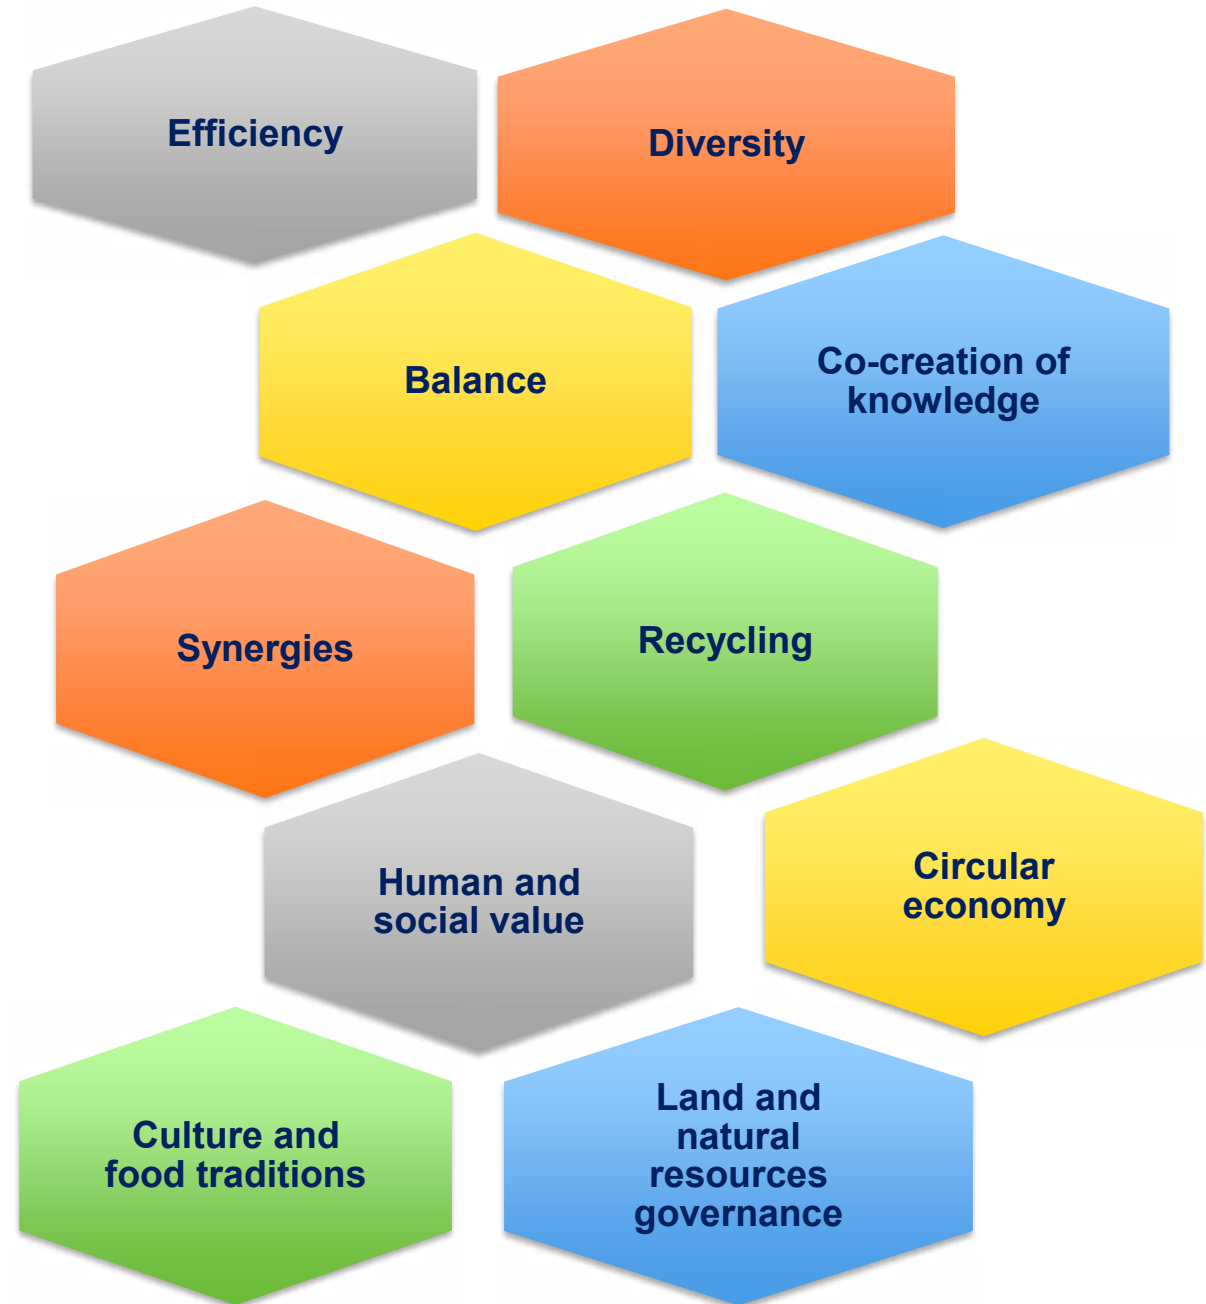 Efficiency
Diversity
Balance
Co-creation of
knowledge
Synergies
Recycling
Human and
social value
Circular
economy
Culture and
food traditions
Land and
natural
resources
governance